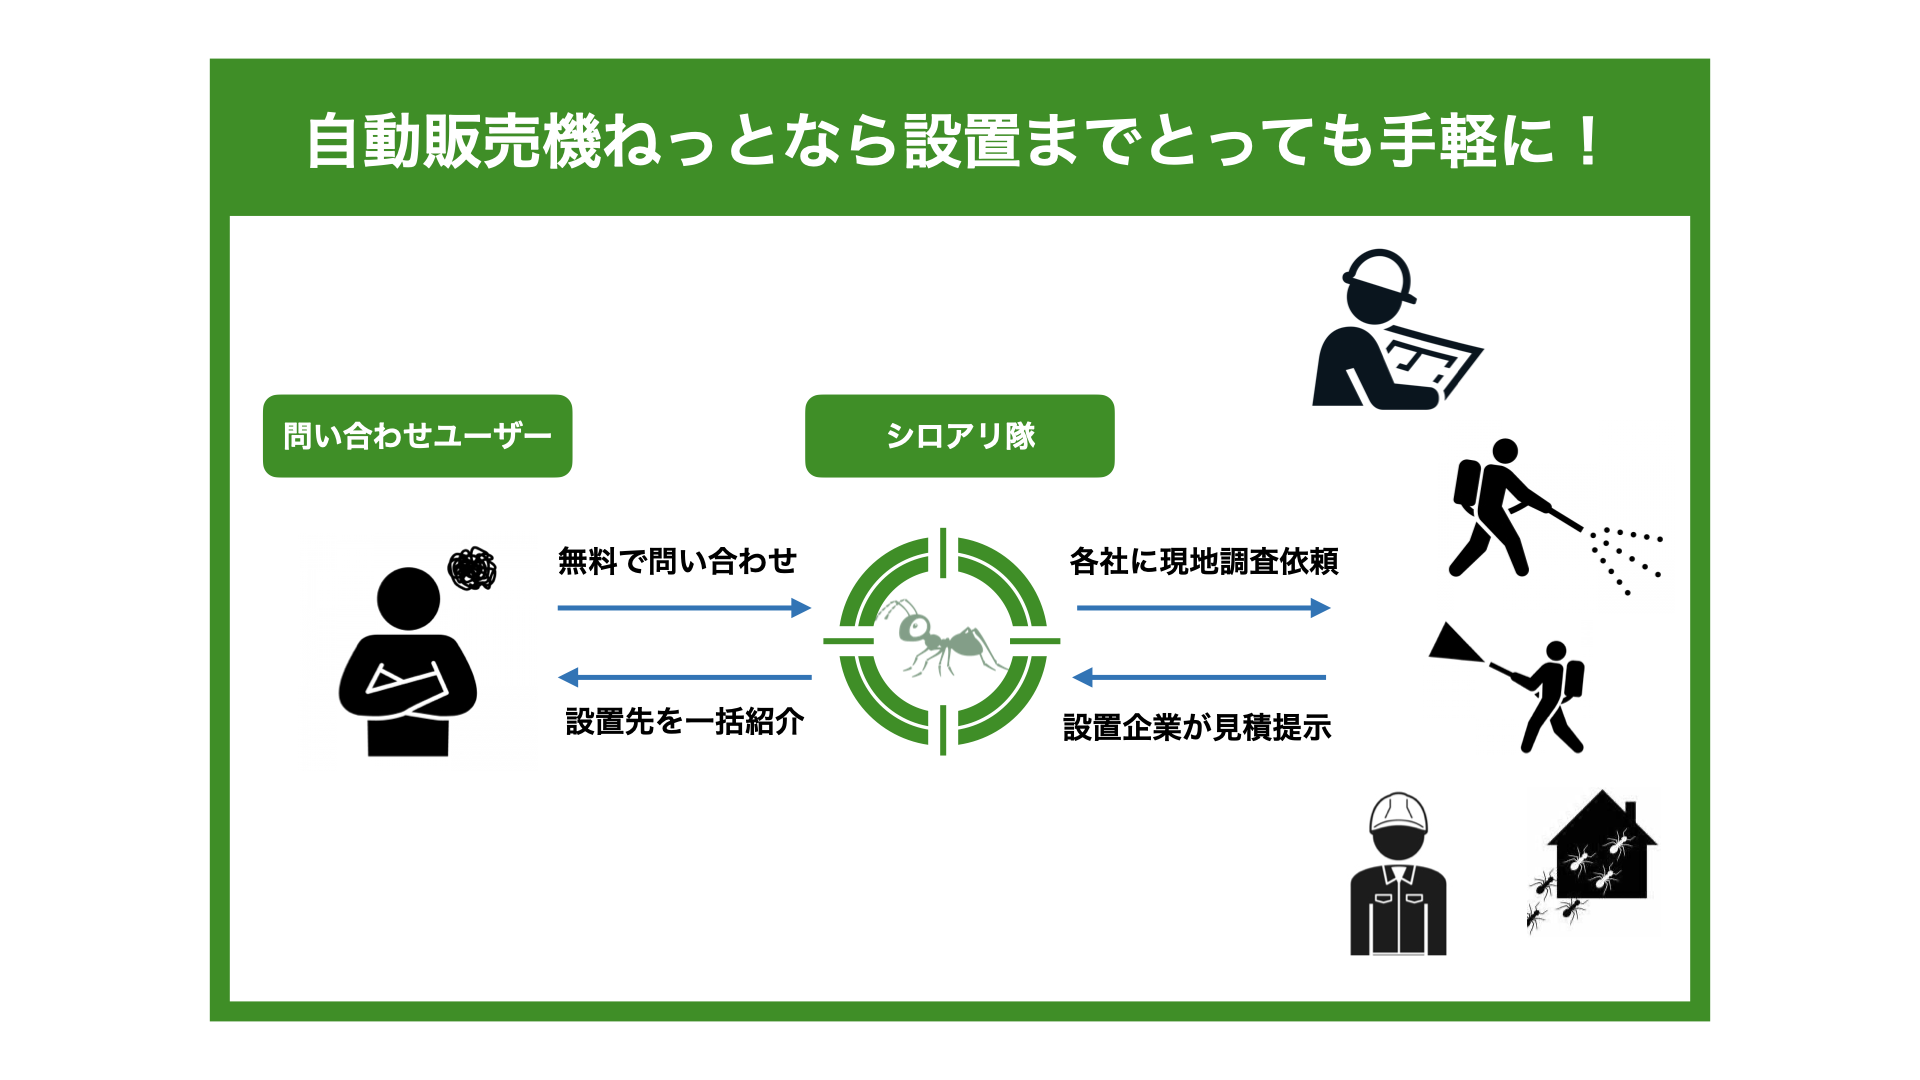 自動販売機ねっとなら設置までとっても手軽に！
問い合わせユーザー
シロアリ隊
無料で問い合わせ
各社に現地調査依頼
設置先を一括紹介
設置企業が見積提示